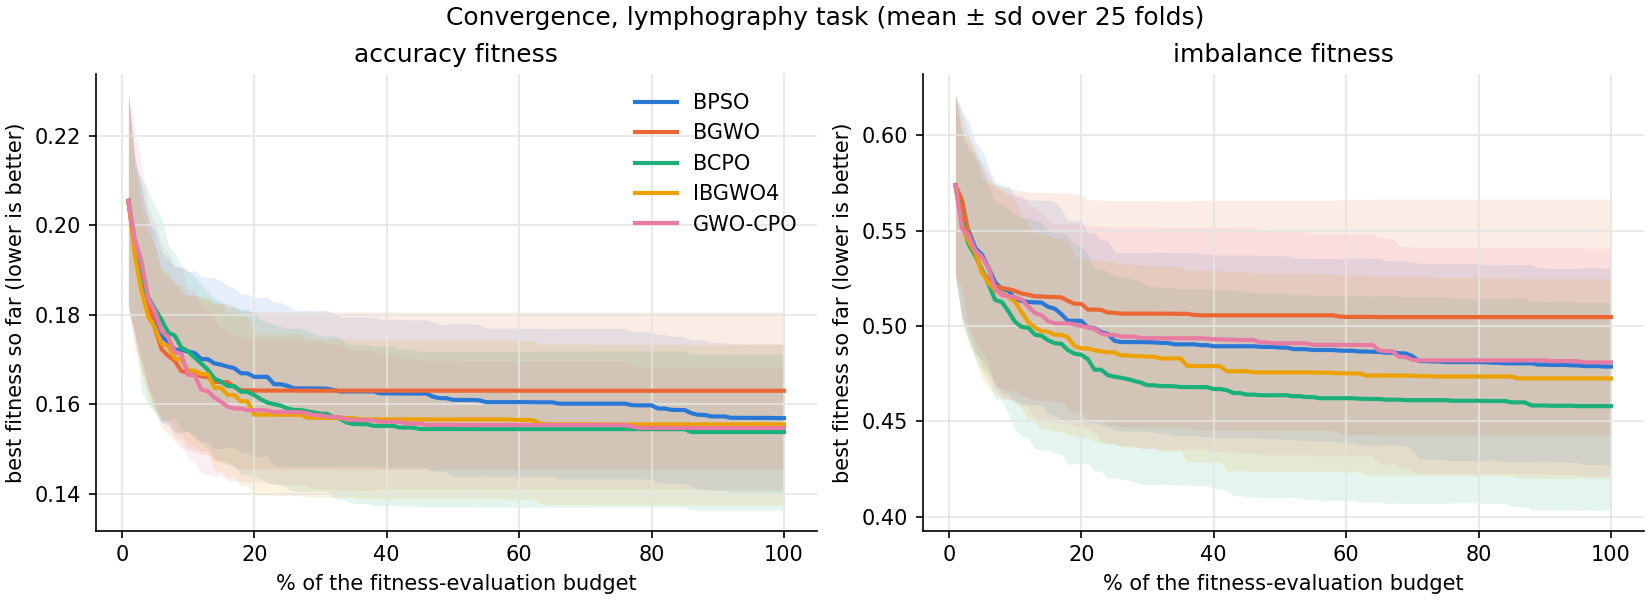 Convergence, lymphography task (mean ± sd over 25 folds)
accuracy fitness
best fitness so far (lower is better)
0.22
0.20
0.18
0.16
0.14
0
20
40
60
80
100
% of the fitness-evaluation budget
BPSO
BGWO
BCPO
IBGWO4
GWO-CPO
imbalance fitness
best fitness so far (lower is better)
0.60
0.55
0.50
0.45
0.40
0
20
40
60
80
100
% of the fitness-evaluation budget